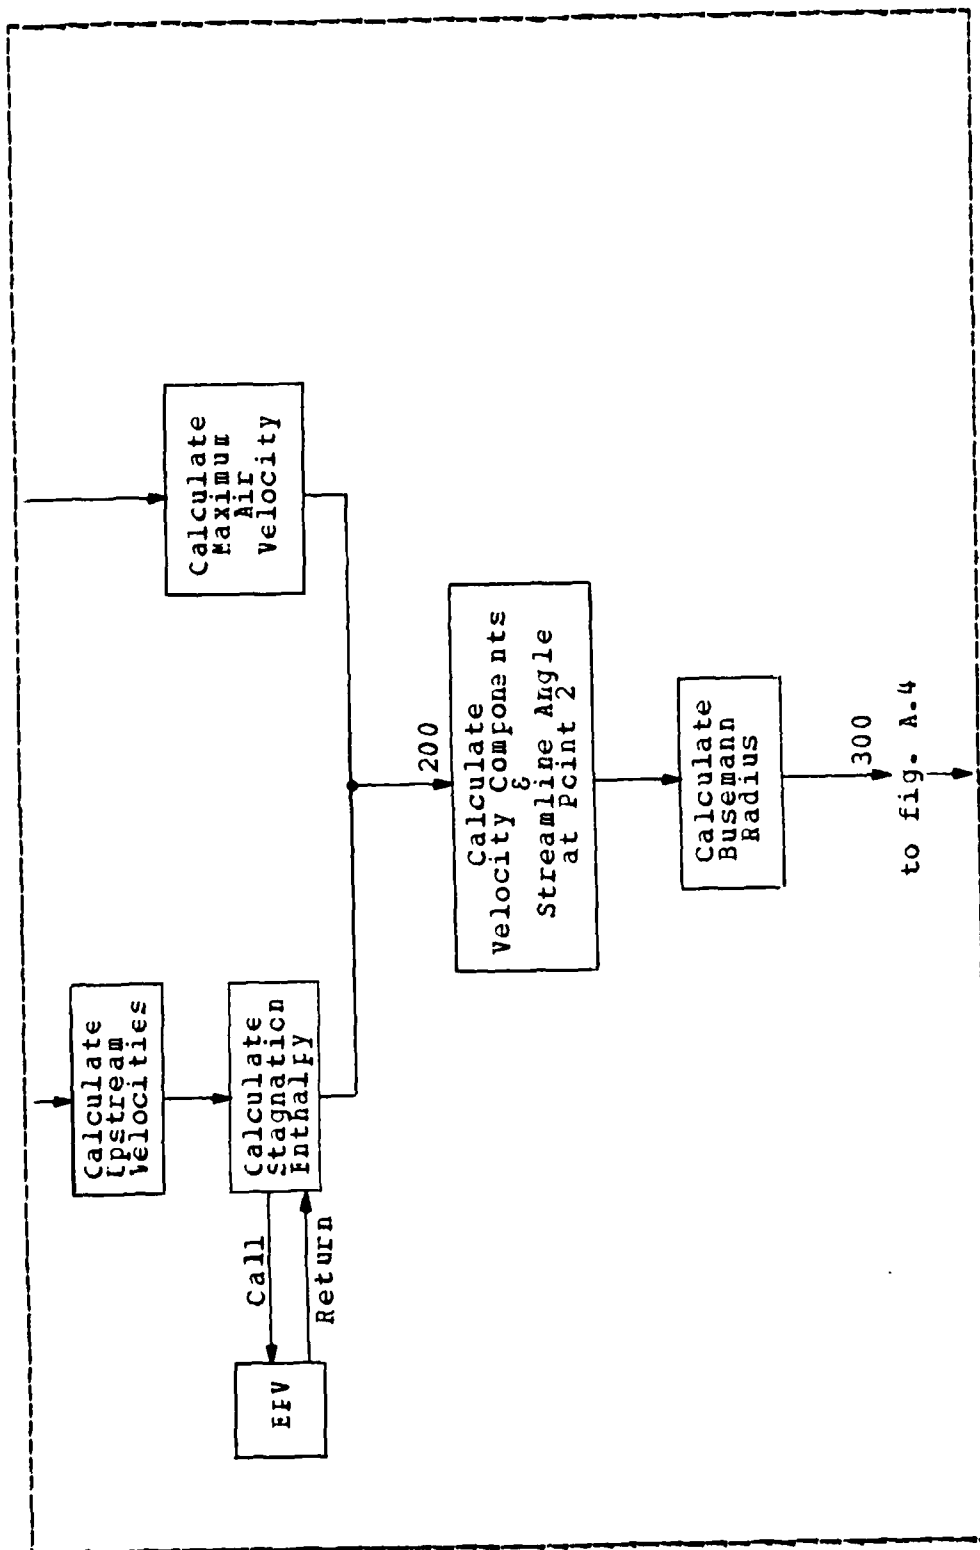 Calculate
Upstream
Velocities
Calculate
Maximum
Air
Velocity
Call
Return
Calculate
Stagnation
Enthalpy
200
Calculate
Velocity Components
&
Streamline Angle
at Point 2
Calculate
Busemann
Radius
300
to fig. A.4